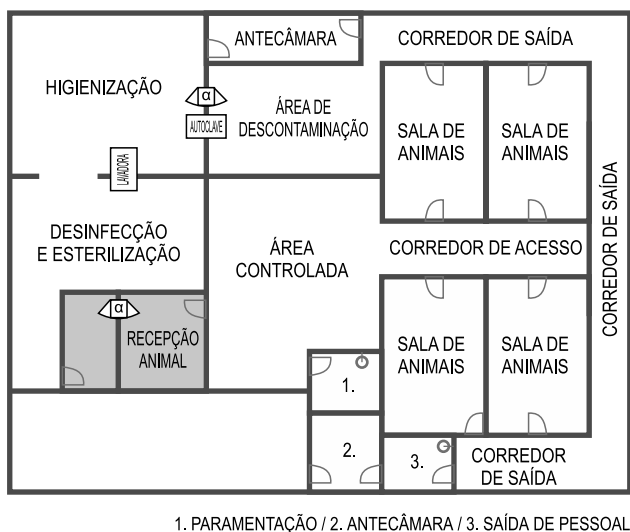 ANTECÂMARA
CORREDOR DE SAÍDA
HIGIENIZAÇÃO
α
AUTOCLAVE
ÁREA DE
DESCONTAMINAÇÃO
SALA DE
ANIMAIS
SALA DE
ANIMAIS
LAVADORA
CORREDOR DE SAÍDA
DESINFECÇÃO
E ESTERILIZAÇÃO
ÁREA
CONTROLADA
CORREDOR DE ACESSO
α
RECEPÇÃO
ANIMAL
SALA DE
ANIMAIS
SALA DE
ANIMAIS
1.
2.
3.
CORREDOR
DE SAÍDA
1. PARAMENTAÇÃO / 2. ANTECÂMARA / 3. SAÍDA DE PESSOAL